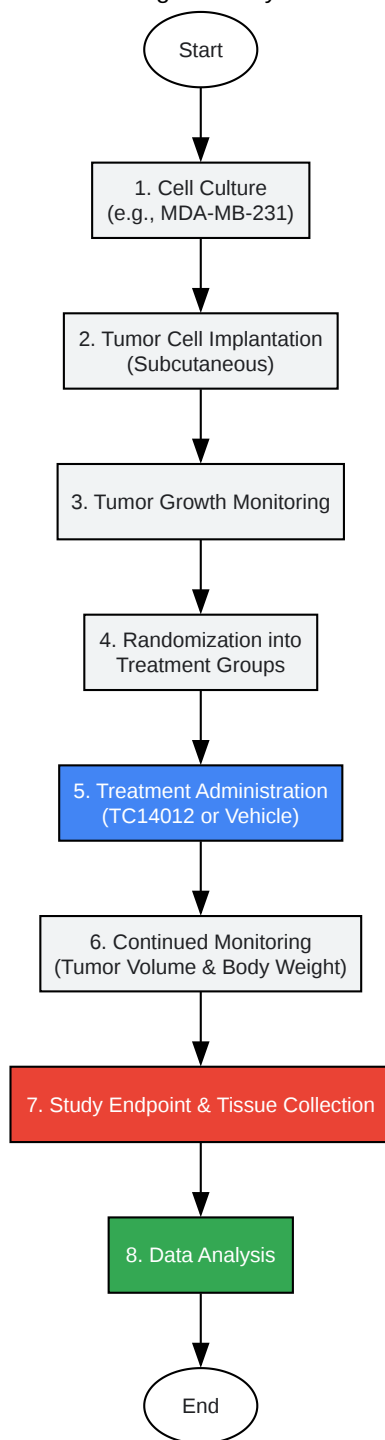 Start
1. Cell Culture
(e.g., MDA-MB-231)
2. Tumor Cell Implantation
(Subcutaneous)
3. Tumor Growth Monitoring
4. Randomization into
Treatment Groups
5. Treatment Administration
(TC14012 or Vehicle)
6. Continued Monitoring
(Tumor Volume & Body Weight)
7. Study Endpoint & Tissue Collection
8. Data Analysis
End